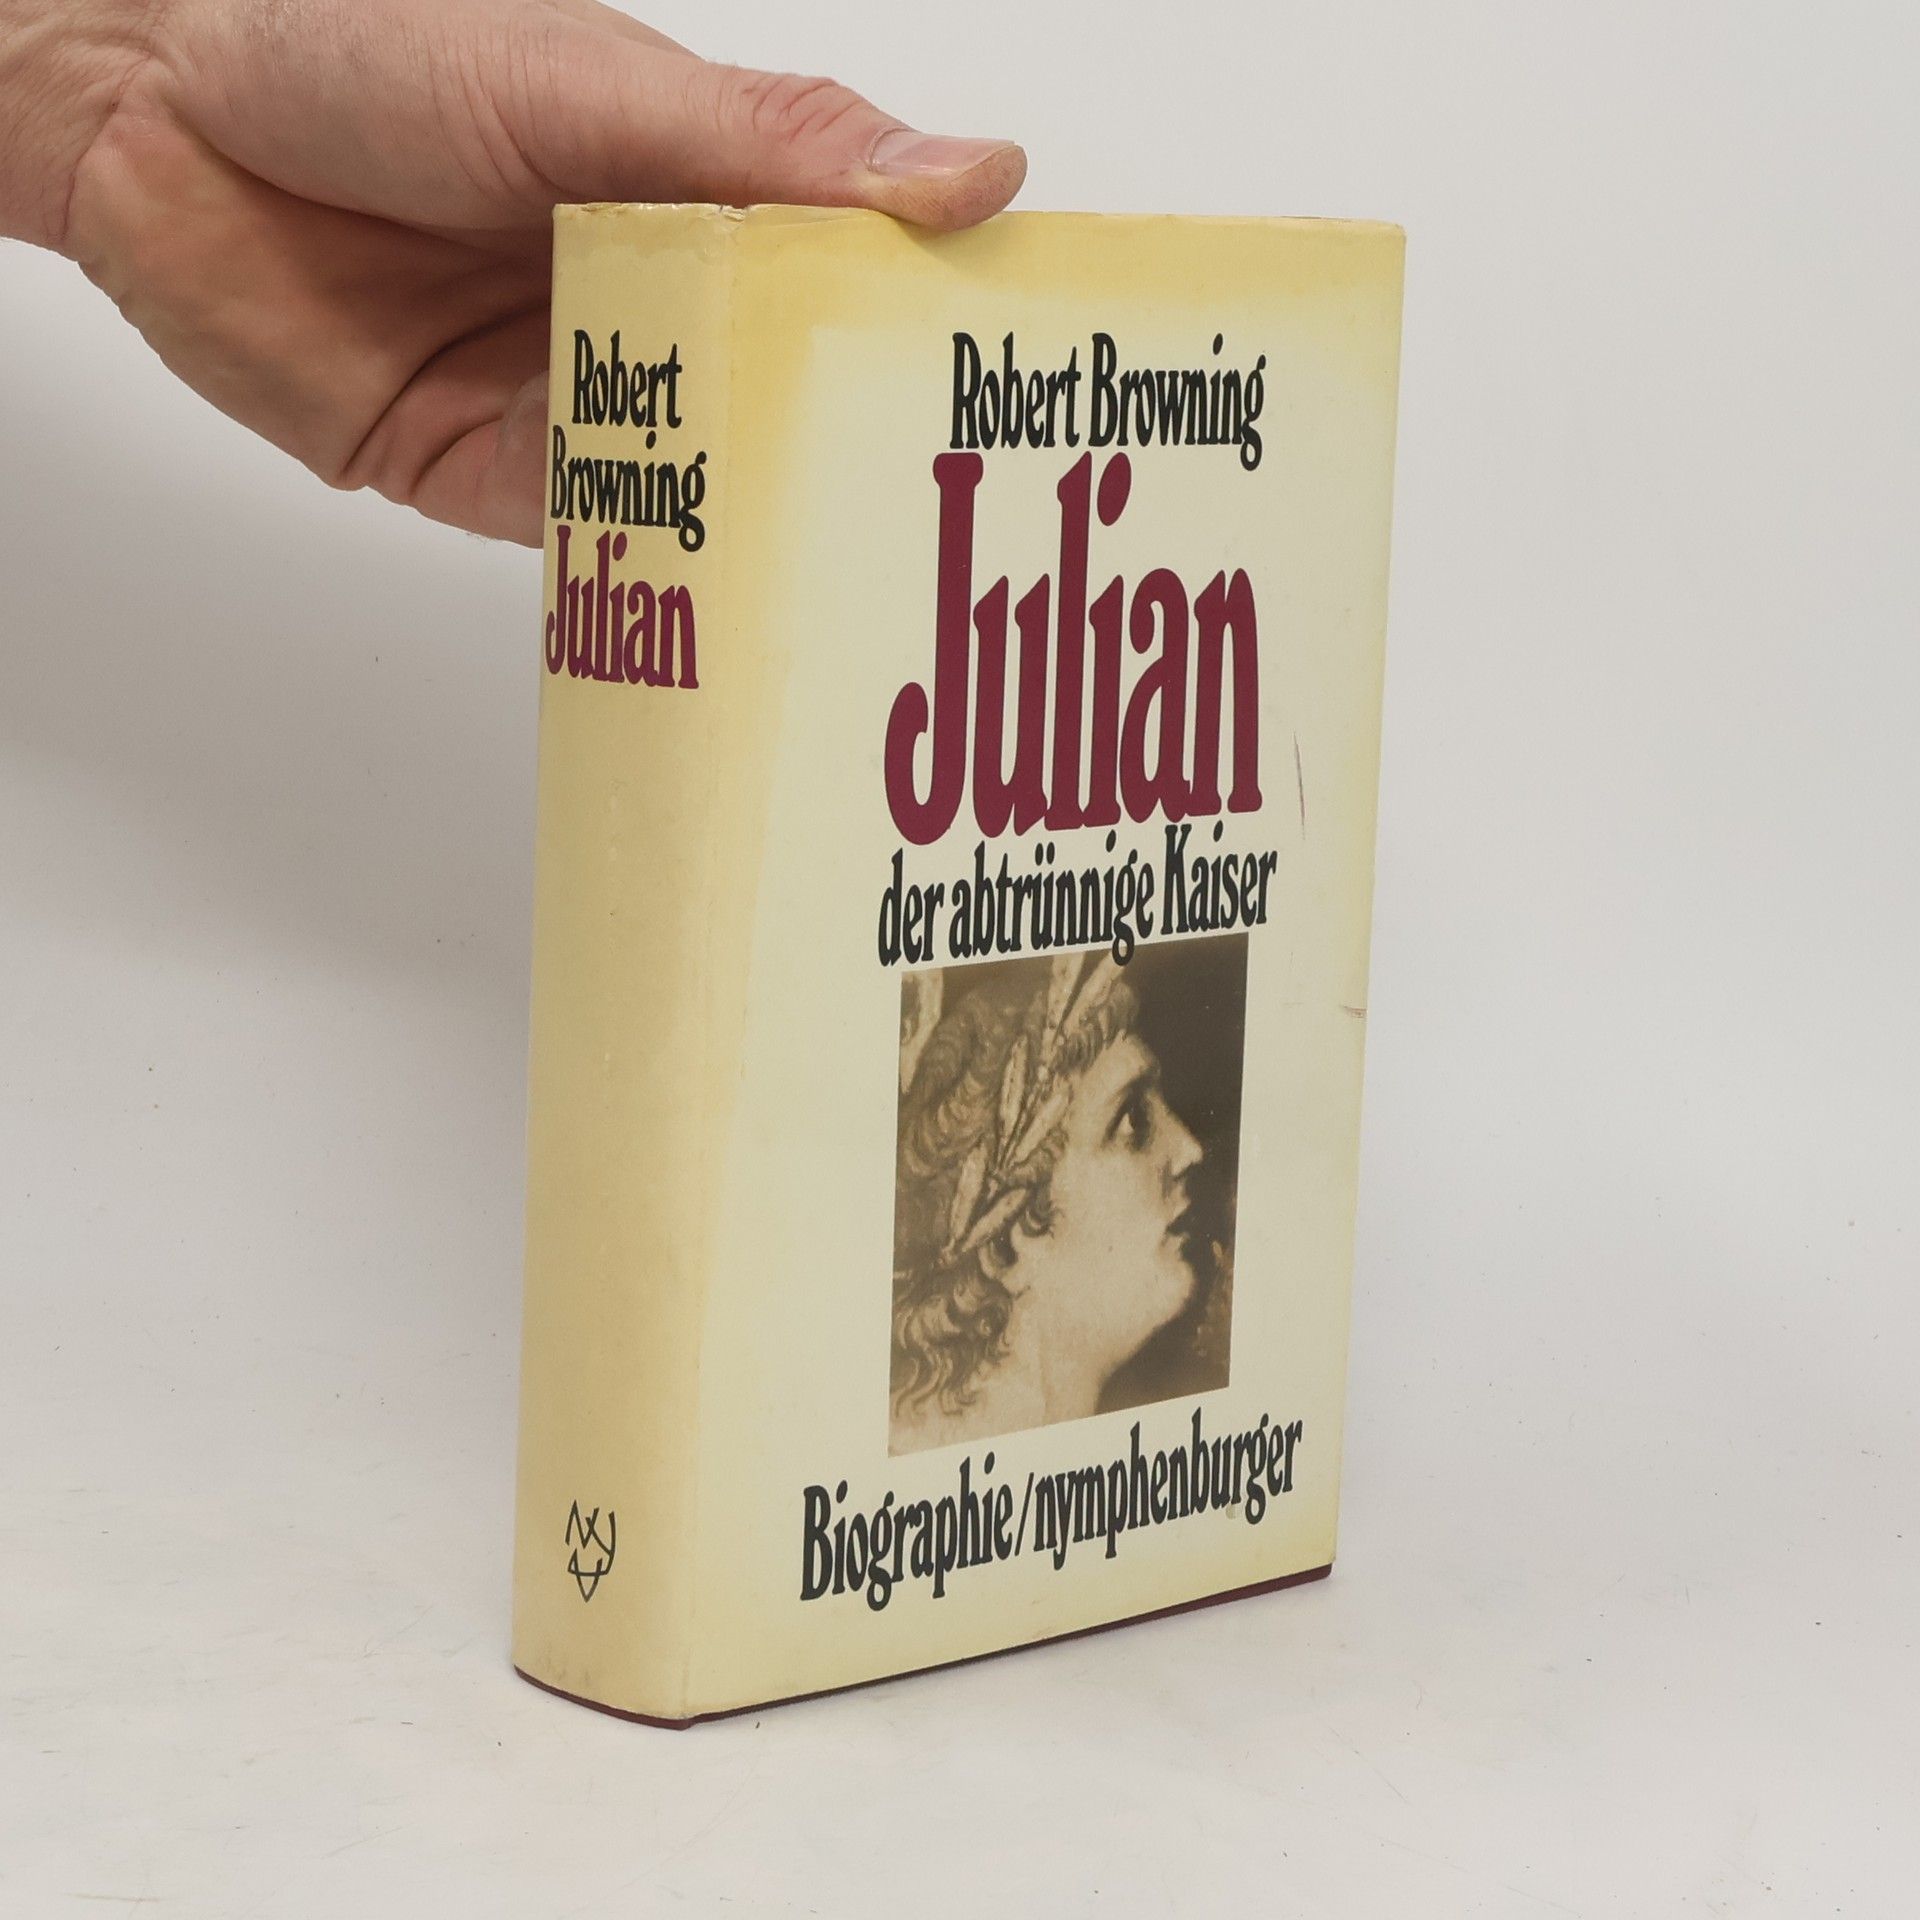 Robert
Browning
Julian
Robert Browning
Julian
der abtrünnige Kaiser
Biographie/nymphenburger